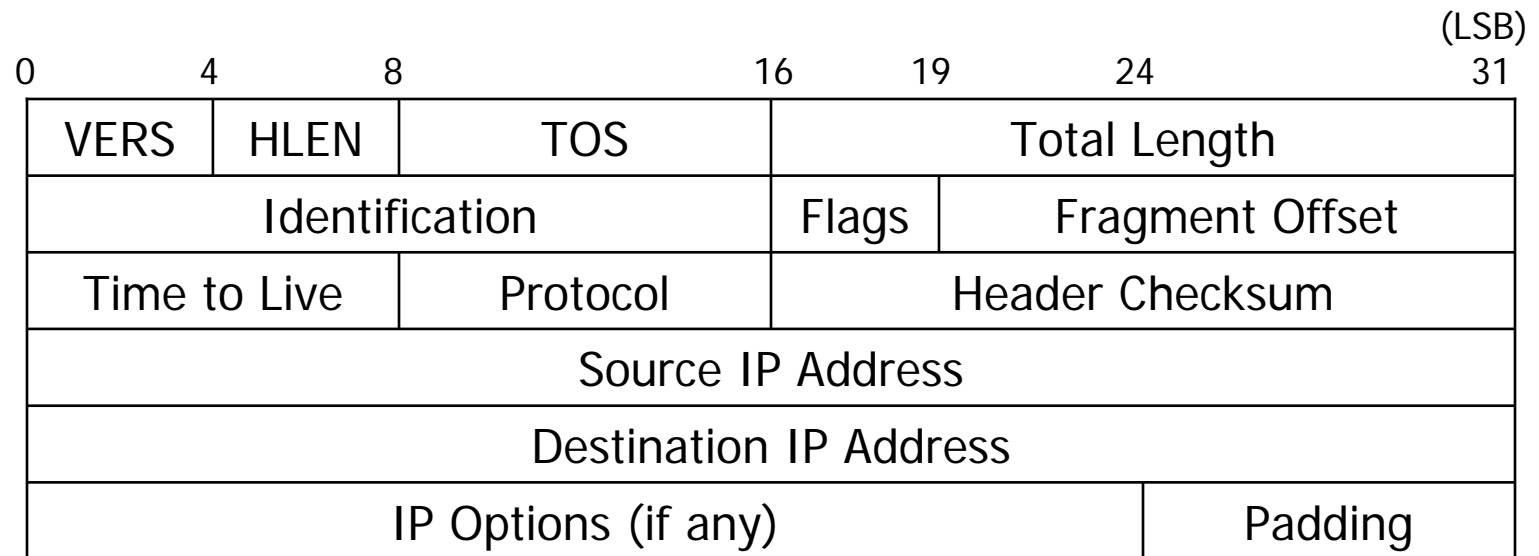 (LSB)
0 4 8 16 19 24 31
VERS HLEN TOS Total Length
Identification Flags Fragment Offset
Time to Live Protocol Header Checksum
Source IP Address
Destination IP Address
IP Options (if any) Padding